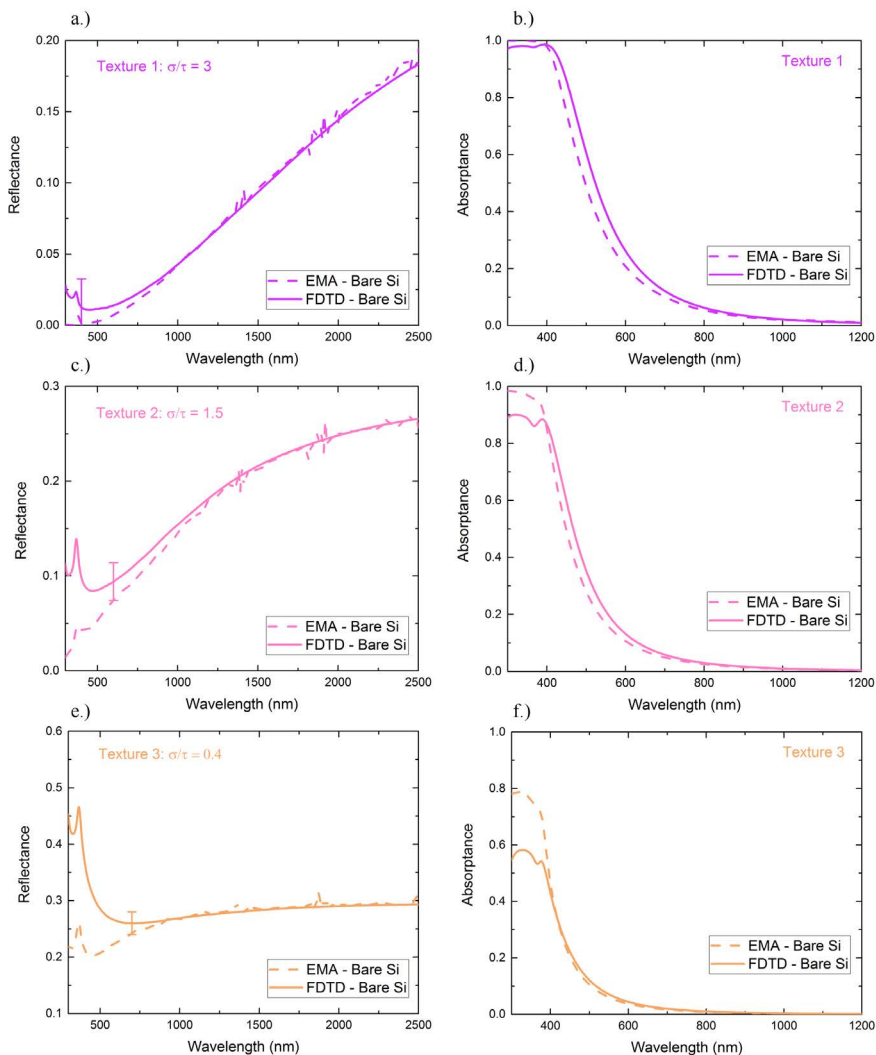 a.)
Texture 1: σ/τ = 3
Reflectance
0.20
0.15
0.10
0.05
0.00
500
1000
1500
2000
2500
Wavelength (nm)
EMA - Bare Si
FDTD - Bare Si
b.)
Texture 1
Absorptance
1.0
0.8
0.6
0.4
0.2
0.0
400
600
800
1000
1200
Wavelength (nm)
EMA - Bare Si
FDTD - Bare Si
c.)
Texture 2: σ/τ = 1.5
Reflectance
0.3
0.2
0.1
0.0
500
1000
1500
2000
2500
Wavelength (nm)
EMA - Bare Si
FDTD - Bare Si
d.)
Texture 2
Absorptance
1.0
0.8
0.6
0.4
0.2
0.0
400
600
800
1000
1200
Wavelength (nm)
EMA - Bare Si
FDTD - Bare Si
e.)
Texture 3: σ/τ = 0.4
Reflectance
0.6
0.5
0.4
0.3
0.2
0.1
500
1000
1500
2000
2500
Wavelength (nm)
EMA - Bare Si
FDTD - Bare Si
f.)
Texture 3
Absorptance
1.0
0.8
0.6
0.4
0.2
0.0
400
600
800
1000
1200
Wavelength (nm)
EMA - Bare Si
FDTD - Bare Si